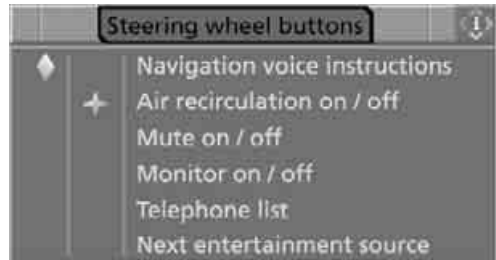 Steering wheel buttons
Navigation voice instructions
Air recirculation on / off
Mute on / off
Monitor on / off
Telephone list
Next entertainment source